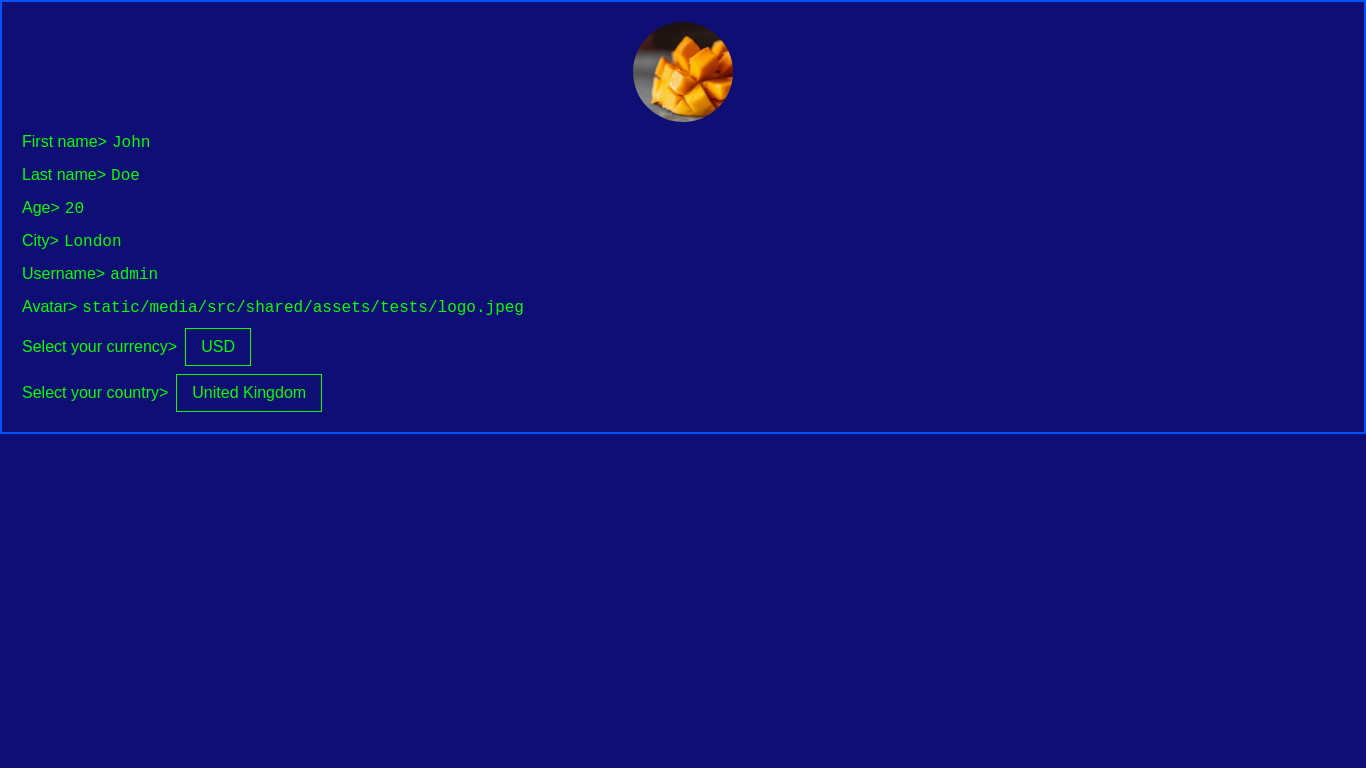 First name> John
Last name> Doe
Age> 20
City> London
Username> admin
Avatar> static/media/src/shared/assets/tests/logo.jpeg
Select your currency> USD
Select your country> United Kingdom